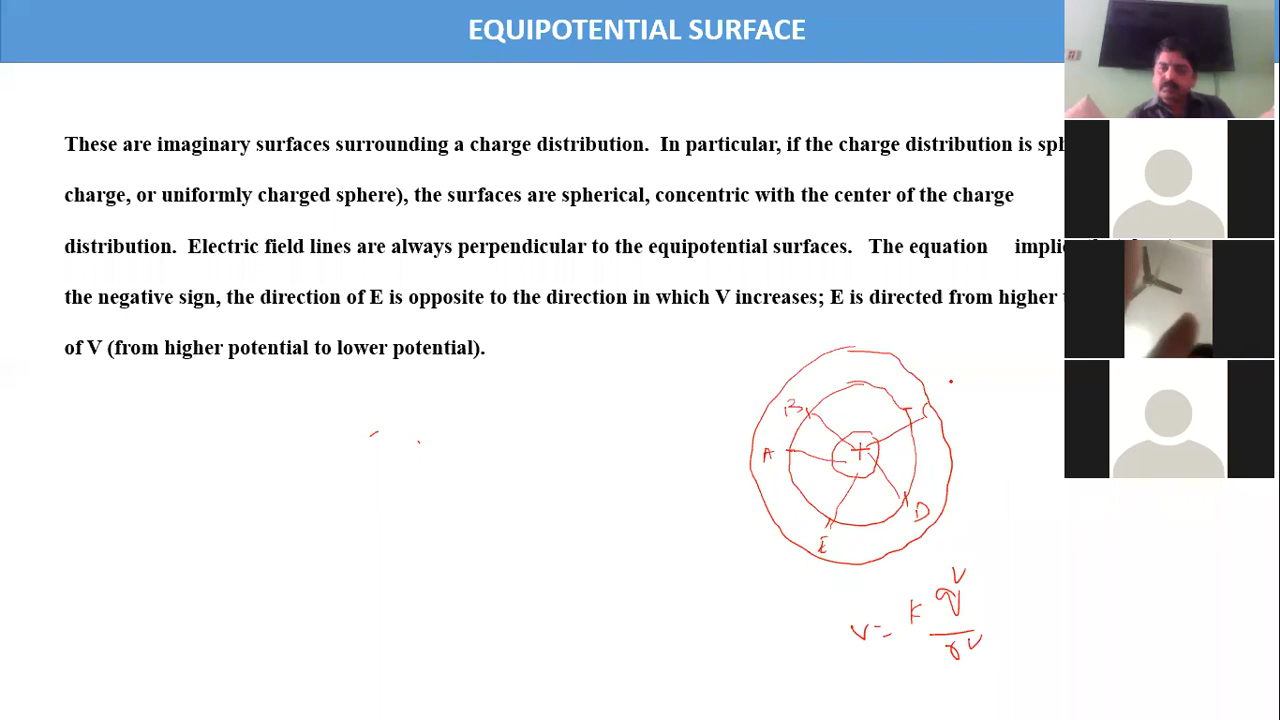 EQUIPOTENTIAL SURFACE
These are imaginary surfaces surrounding a charge distribution. In particular, if the charge distribution is
charge, or uniformly charged sphere), the surfaces are spherical, concentric with the center of the charge
distribution. Electric field lines are always perpendicular to the equipotential surfaces. The equation
the negative sign, the direction of E is opposite to the direction in which V increases; E is directed from higher
of V (from higher potential to lower potential).
B C
+
A
D
E
V = K q
r